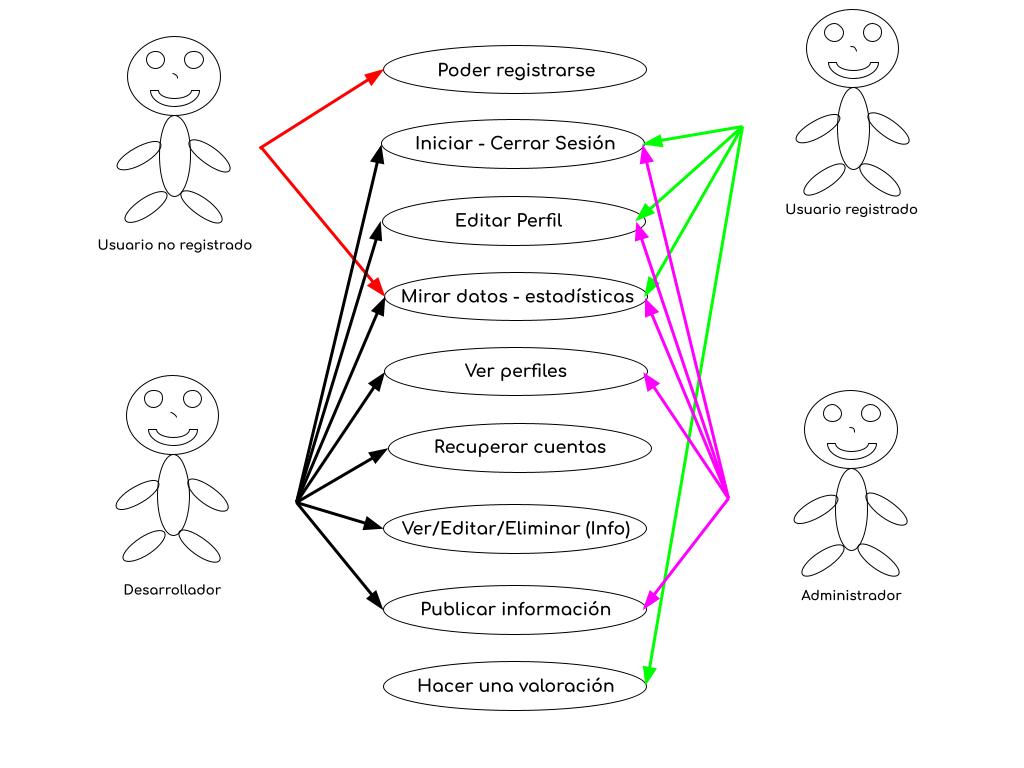 Poder registrarse
Iniciar - Cerrar Sesión
Usuario registrado
Editar Perfil
Usuario no registrado
Mirar datos - estadísticas
Ver perfiles
Recuperar cuentas
Ver/Editar/Eliminar (Info)
Desarrollador
Administrador
Publicar información
Hacer una valoración